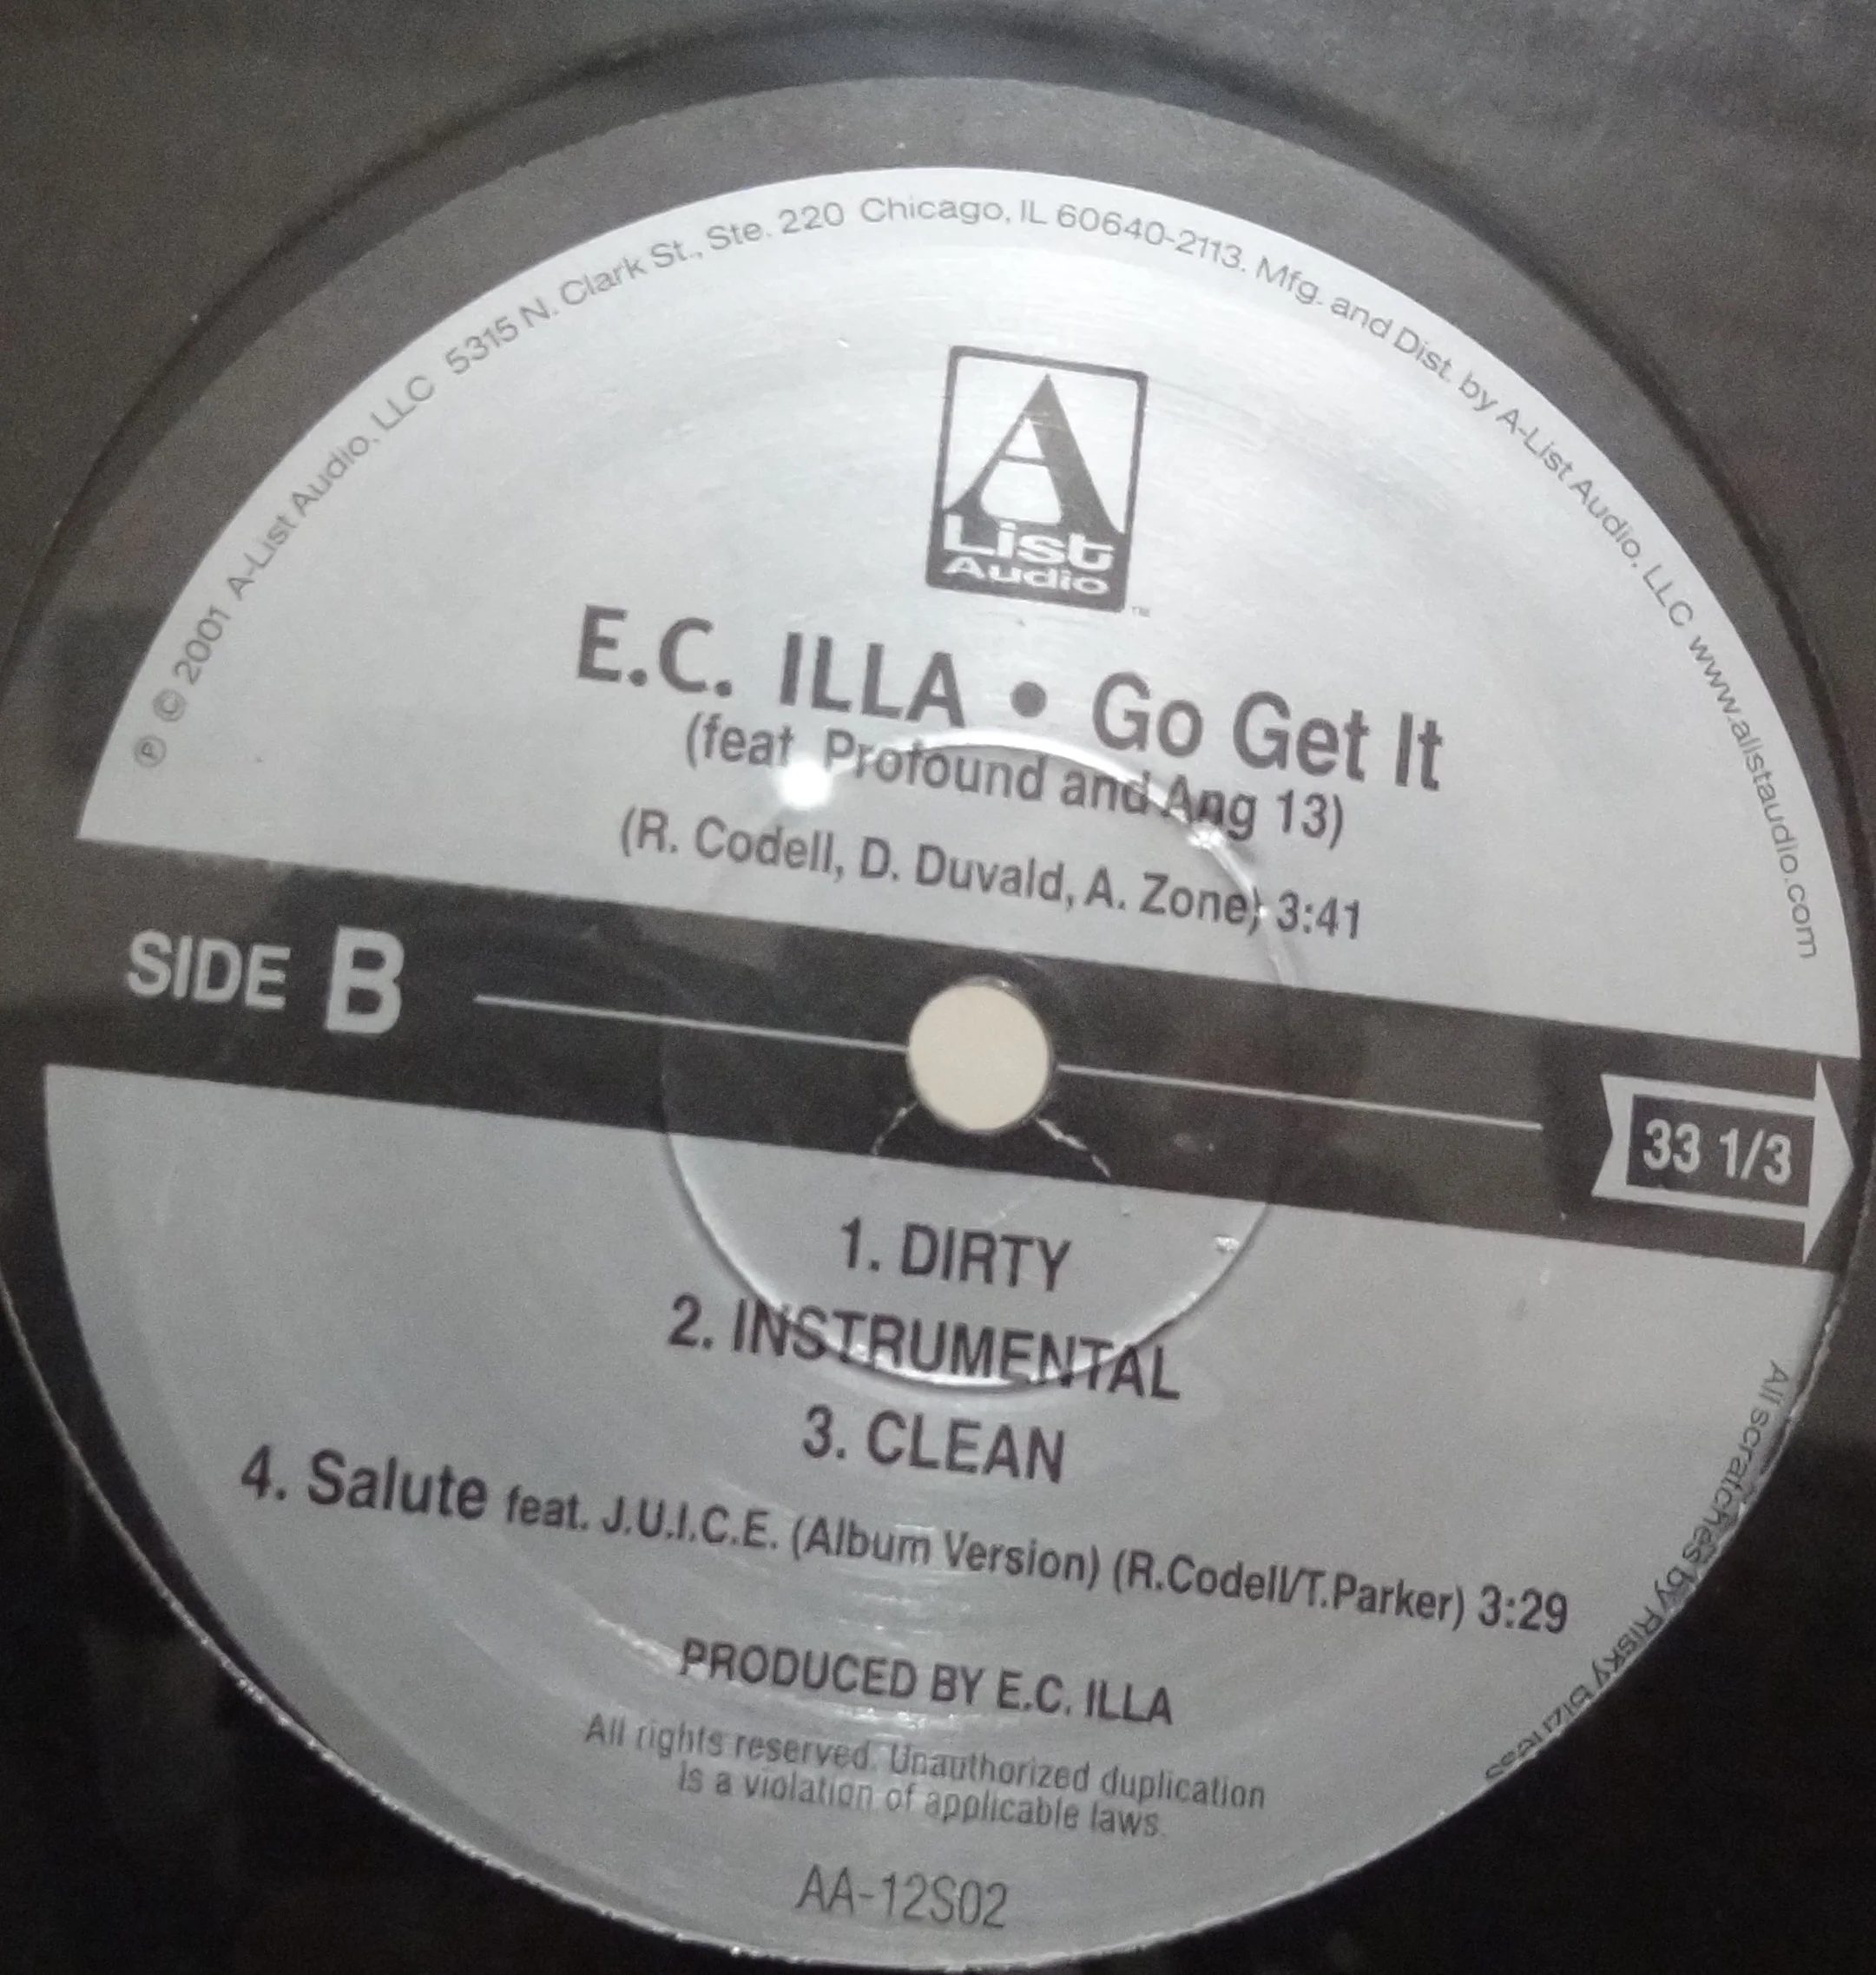 ℗ © 2001 A-List Audio, LLC 5315 N. Clark St., Ste. 220 Chicago, IL 60640-2113. Mfg. and Dist. by A-List Audio, LLC www.alistaudio.com
A
List
Audio
™
E.C. ILLA • Go Get It
(feat. Profound and Ang 13)
(R. Codell, D. Duvald, A. Zone) 3:41
SIDE B
33 1/3
1. DIRTY
2. INSTRUMENTAL
3. CLEAN
4. Salute feat. J.U.I.C.E. (Album Version) (R.Codell/T.Parker) 3:29
PRODUCED BY E.C. ILLA
All rights reserved. Unauthorized duplication
is a violation of applicable laws.
AA-12S02
All scratches by Risky Bizness